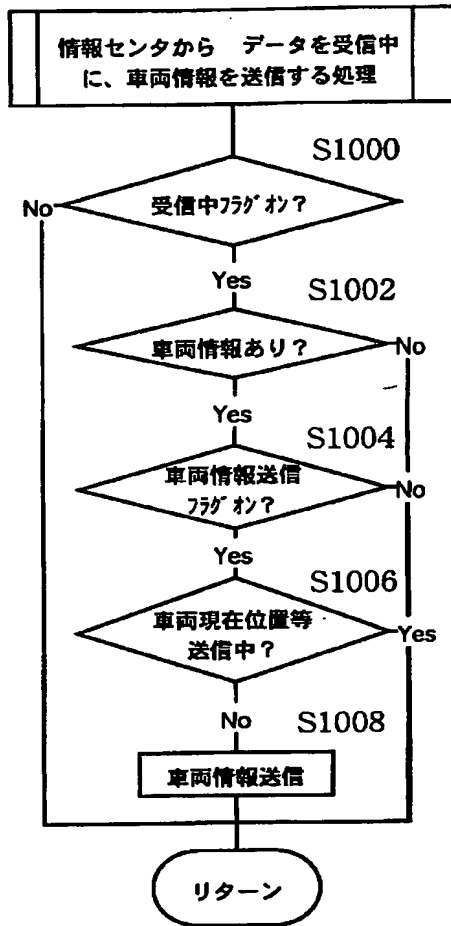 情報センタから データを受信中
に、車両情報を送信する処理
S1000
受信中フラグオン？
No
Yes
S1002
車両情報あり？
No
Yes
S1004
車両情報送信
フラグオン？
No
Yes
S1006
車両現在位置等
送信中？
Yes
No
S1008
車両情報送信
リターン